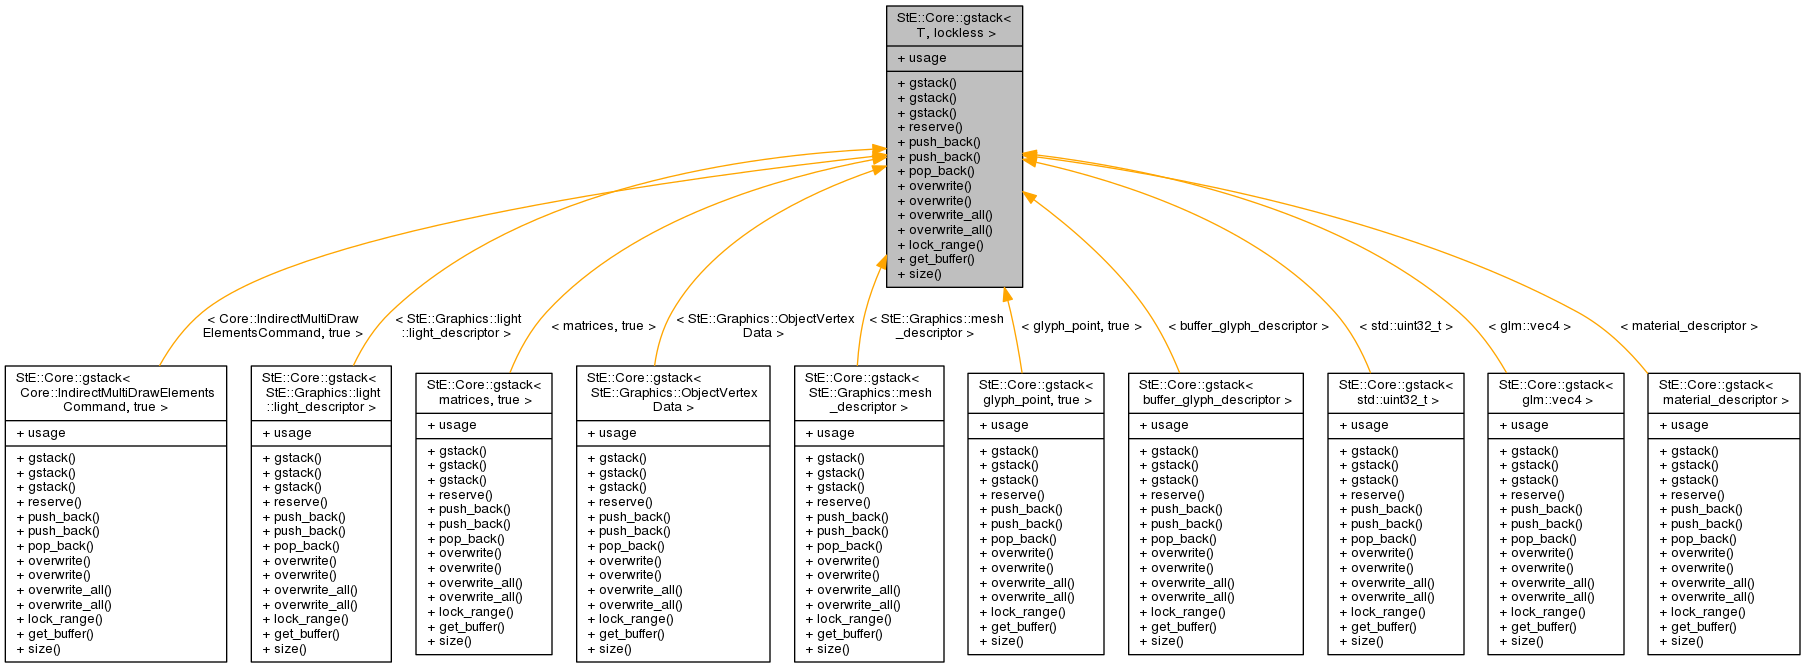 StE::Core::gstack<
T, lockless >
+ usage
+ gstack()
+ gstack()
+ gstack()
+ reserve()
+ push_back()
+ push_back()
+ pop_back()
+ overwrite()
+ overwrite()
+ overwrite_all()
+ overwrite_all()
+ lock_range()
+ get_buffer()
+ size()
< Core::IndirectMultiDraw
ElementsCommand, true >
< StE::Graphics::light
::light_descriptor >
< matrices, true >
< StE::Graphics::ObjectVertex
Data >
< StE::Graphics::mesh
_descriptor >
< glyph_point, true >
< buffer_glyph_descriptor >
< std::uint32_t >
< glm::vec4 >
< material_descriptor >
StE::Core::gstack<
Core::IndirectMultiDrawElements
Command, true >
+ usage
+ gstack()
+ gstack()
+ gstack()
+ reserve()
+ push_back()
+ push_back()
+ pop_back()
+ overwrite()
+ overwrite()
+ overwrite_all()
+ overwrite_all()
+ lock_range()
+ get_buffer()
+ size()
StE::Core::gstack<
StE::Graphics::light
::light_descriptor >
+ usage
+ gstack()
+ gstack()
+ gstack()
+ reserve()
+ push_back()
+ push_back()
+ pop_back()
+ overwrite()
+ overwrite()
+ overwrite_all()
+ overwrite_all()
+ lock_range()
+ get_buffer()
+ size()
StE::Core::gstack<
matrices, true >
+ usage
+ gstack()
+ gstack()
+ gstack()
+ reserve()
+ push_back()
+ push_back()
+ pop_back()
+ overwrite()
+ overwrite()
+ overwrite_all()
+ overwrite_all()
+ lock_range()
+ get_buffer()
+ size()
StE::Core::gstack<
StE::Graphics::ObjectVertex
Data >
+ usage
+ gstack()
+ gstack()
+ gstack()
+ reserve()
+ push_back()
+ push_back()
+ pop_back()
+ overwrite()
+ overwrite()
+ overwrite_all()
+ overwrite_all()
+ lock_range()
+ get_buffer()
+ size()
StE::Core::gstack<
StE::Graphics::mesh
_descriptor >
+ usage
+ gstack()
+ gstack()
+ gstack()
+ reserve()
+ push_back()
+ push_back()
+ pop_back()
+ overwrite()
+ overwrite()
+ overwrite_all()
+ overwrite_all()
+ lock_range()
+ get_buffer()
+ size()
StE::Core::gstack<
glyph_point, true >
+ usage
+ gstack()
+ gstack()
+ gstack()
+ reserve()
+ push_back()
+ push_back()
+ pop_back()
+ overwrite()
+ overwrite()
+ overwrite_all()
+ overwrite_all()
+ lock_range()
+ get_buffer()
+ size()
StE::Core::gstack<
buffer_glyph_descriptor >
+ usage
+ gstack()
+ gstack()
+ gstack()
+ reserve()
+ push_back()
+ push_back()
+ pop_back()
+ overwrite()
+ overwrite()
+ overwrite_all()
+ overwrite_all()
+ lock_range()
+ get_buffer()
+ size()
StE::Core::gstack<
std::uint32_t >
+ usage
+ gstack()
+ gstack()
+ gstack()
+ reserve()
+ push_back()
+ push_back()
+ pop_back()
+ overwrite()
+ overwrite()
+ overwrite_all()
+ overwrite_all()
+ lock_range()
+ get_buffer()
+ size()
StE::Core::gstack<
glm::vec4 >
+ usage
+ gstack()
+ gstack()
+ gstack()
+ reserve()
+ push_back()
+ push_back()
+ pop_back()
+ overwrite()
+ overwrite()
+ overwrite_all()
+ overwrite_all()
+ lock_range()
+ get_buffer()
+ size()
StE::Core::gstack<
material_descriptor >
+ usage
+ gstack()
+ gstack()
+ gstack()
+ reserve()
+ push_back()
+ push_back()
+ pop_back()
+ overwrite()
+ overwrite()
+ overwrite_all()
+ overwrite_all()
+ lock_range()
+ get_buffer()
+ size()